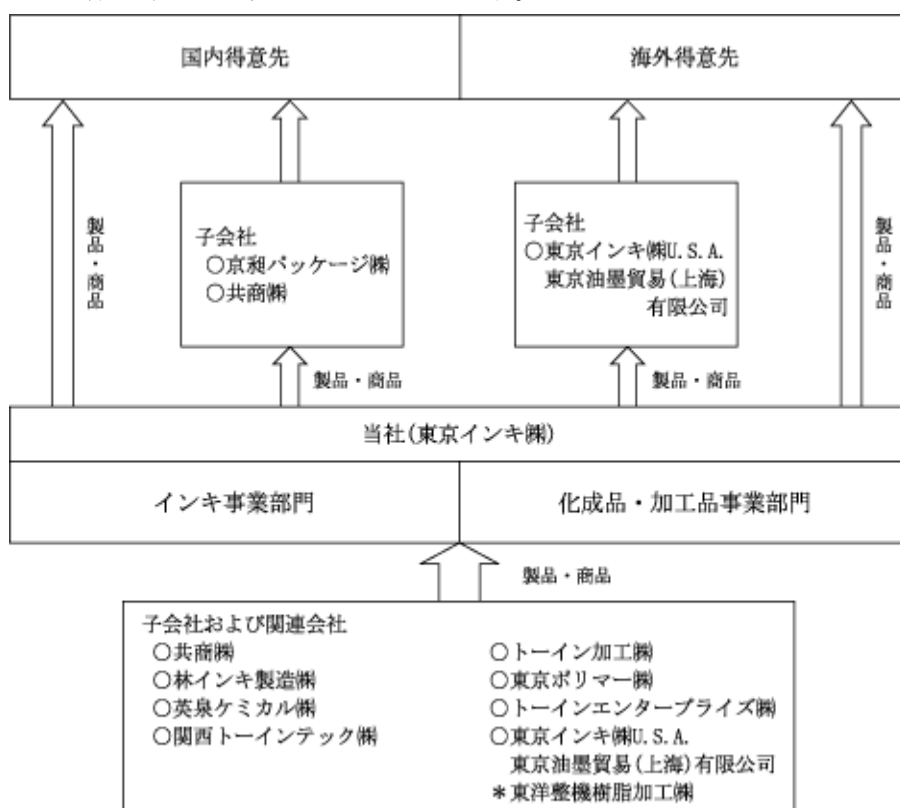 国内得意先
海外得意先
製品・商品
子会社
○京昶パッケージ㈱
○共商㈱
子会社
○東京インキ㈱U.S.A.
東京油墨貿易(上海)
有限公司
製品・商品
製品・商品
製品・商品
当社(東京インキ㈱)
インキ事業部門
化成品・加工品事業部門
製品・商品
子会社および関連会社
○共商㈱
○林インキ製造㈱
○英泉ケミカル㈱
○関西トーインテック㈱
○トーイン加工㈱
○東京ポリマー㈱
○トーインエンタープライズ㈱
○東京インキ㈱U.S.A.
東京油墨貿易(上海)有限公司
＊東洋整機樹脂加工㈱